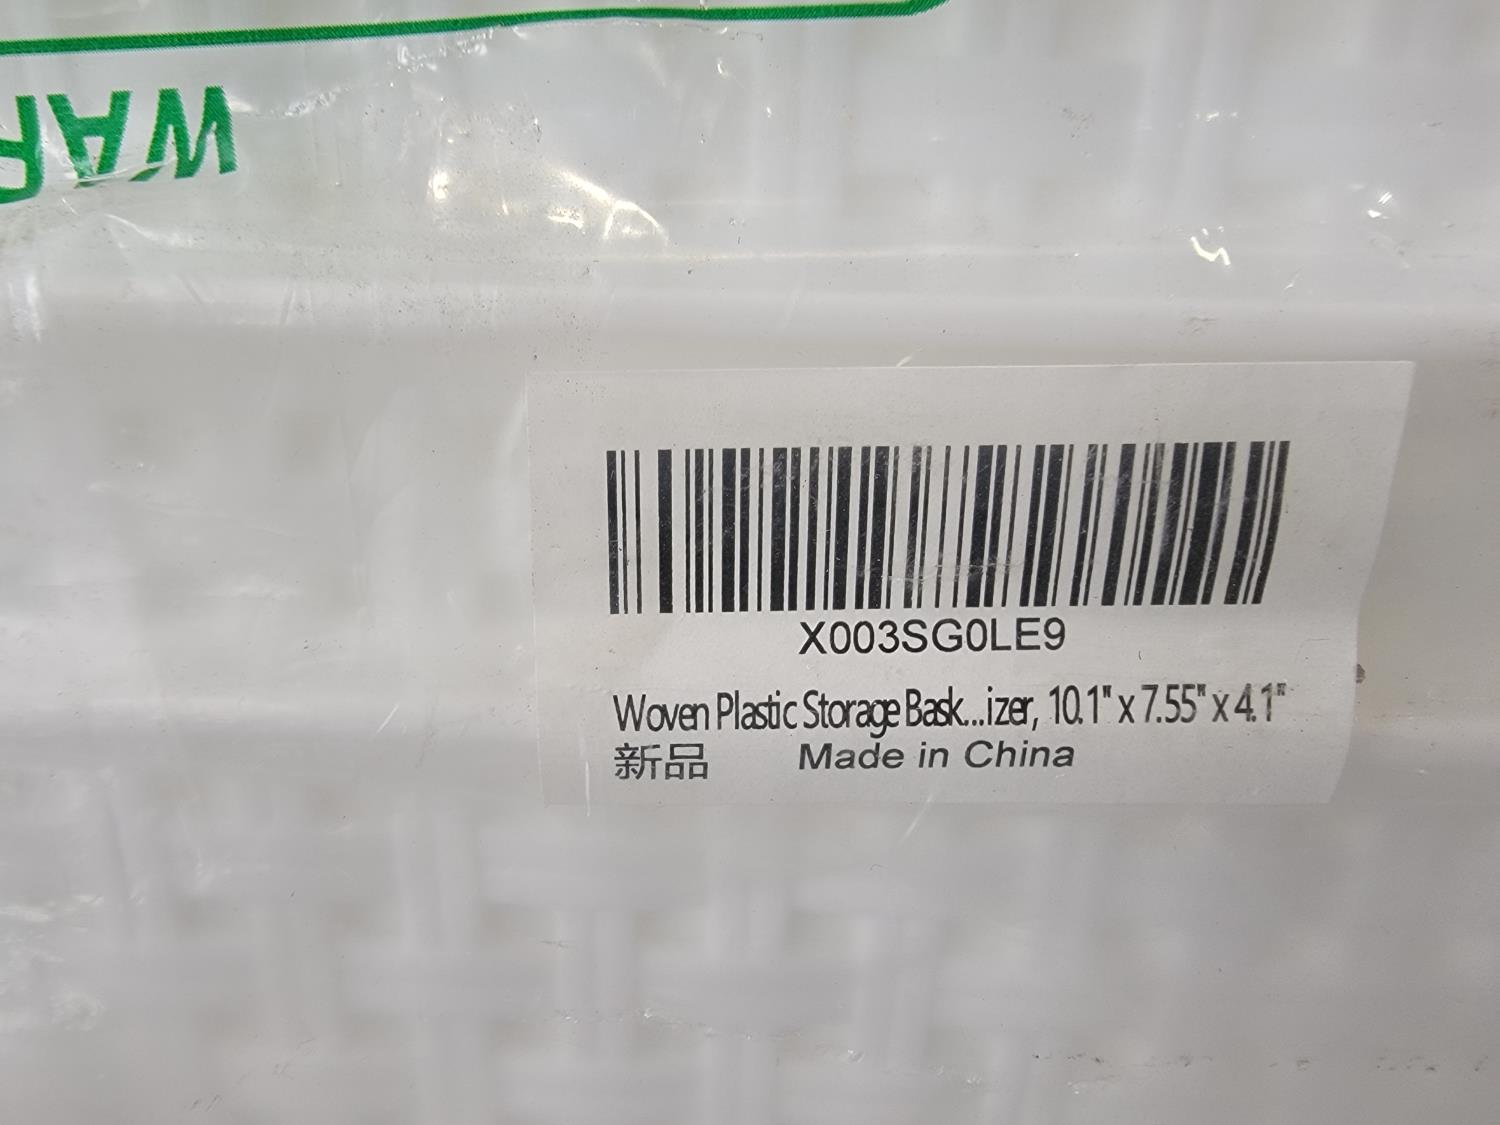 WAR
X003SG0LE9
Woven Plastic Storage Bask...izer, 10.1" x 7.55" x 4.1"
新品 Made in China